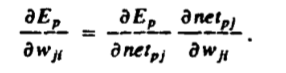 ∂E_p/∂w_ji = ∂E_p/∂net_pj ∂net_pj/∂w_ji .